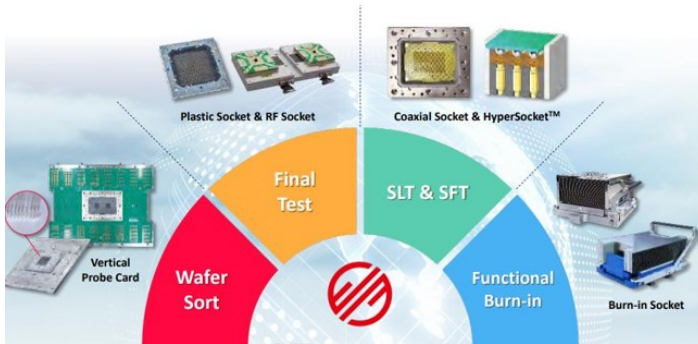 Plastic Socket & RF Socket
Coaxial Socket & HyperSocket™
Final
Test
SLT & SFT
Vertical
Probe Card
Wafer
Sort
Functional
Burn-in
Burn-in Socket